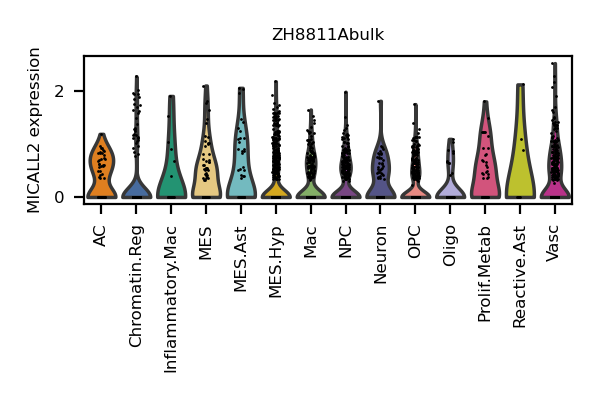 ZH8811Abulk
MICALL2 expression
2
0
AC
Chromatin.Reg
Inflammatory.Mac
MES
MES.Ast
MES.Hyp
Mac
NPC
Neuron
OPC
Oligo
Prolif.Metab
Reactive.Ast
Vasc